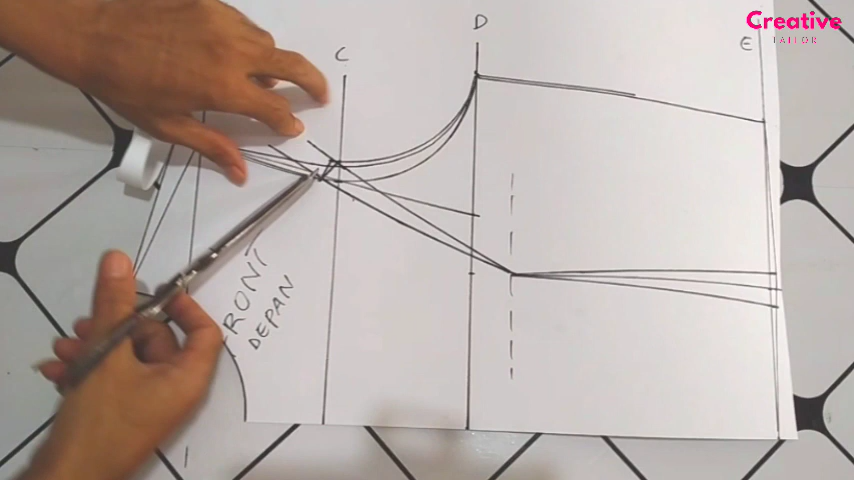 Creative
TAILOR
C
D
E
FRONT
DEPAN